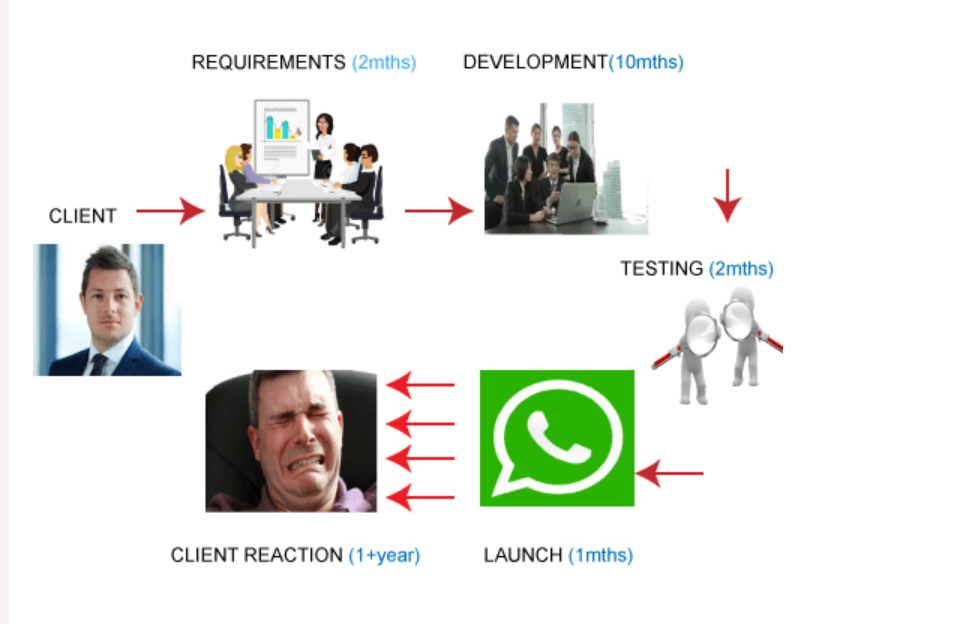 REQUIREMENTS (2mths)
DEVELOPMENT(10mths)
CLIENT
TESTING (2mths)
CLIENT REACTION (1+year)
LAUNCH (1mths)